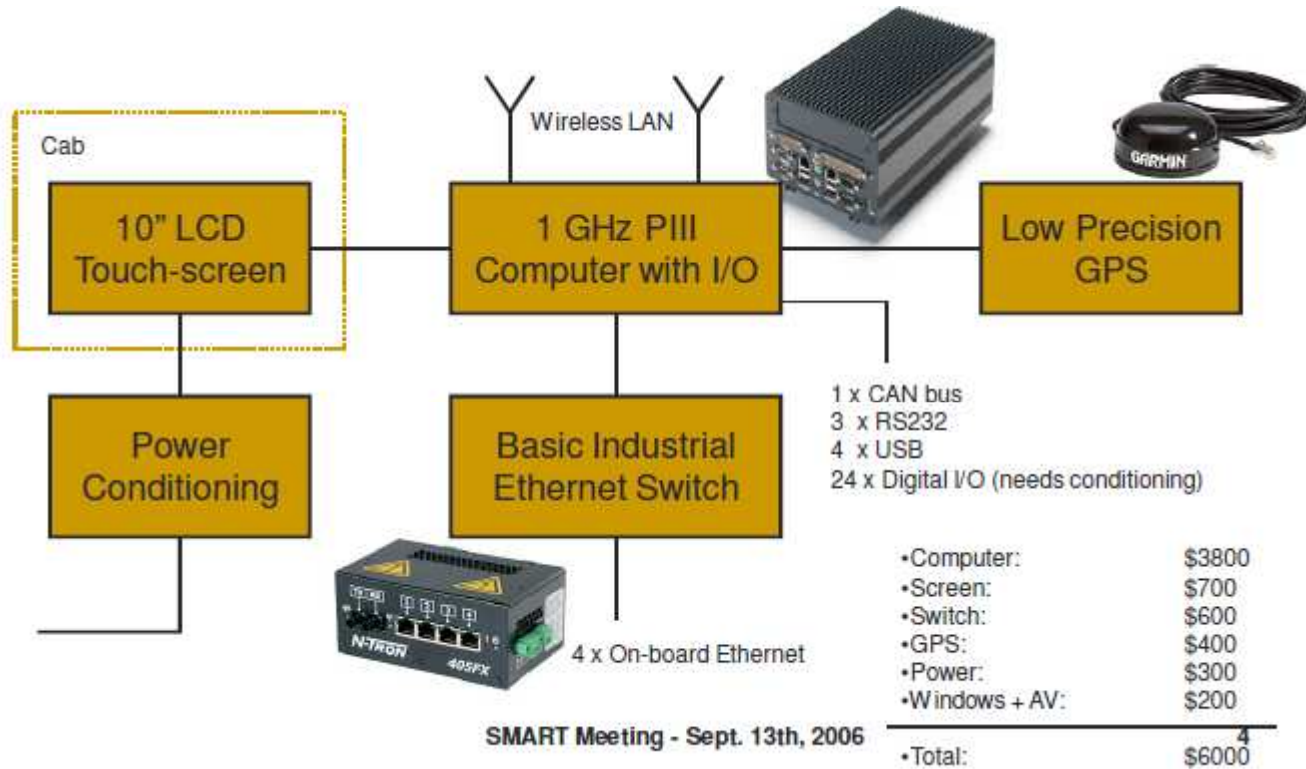 Cab
10" LCD
Touch-screen
Wireless LAN
1 GHz PIII
Computer with I/O
GARMIN
Low Precision
GPS
Power
Conditioning
Basic Industrial
Ethernet Switch
1 x CAN bus
3 x RS232
4 x USB
24 x Digital I/O (needs conditioning)
N-TRON
405FX
4 x On-board Ethernet
•Computer: $3800
•Screen: $700
•Switch: $600
•GPS: $400
•Power: $300
•Windows + AV: $200
SMART Meeting - Sept. 13th, 2006
4
•Total: $6000